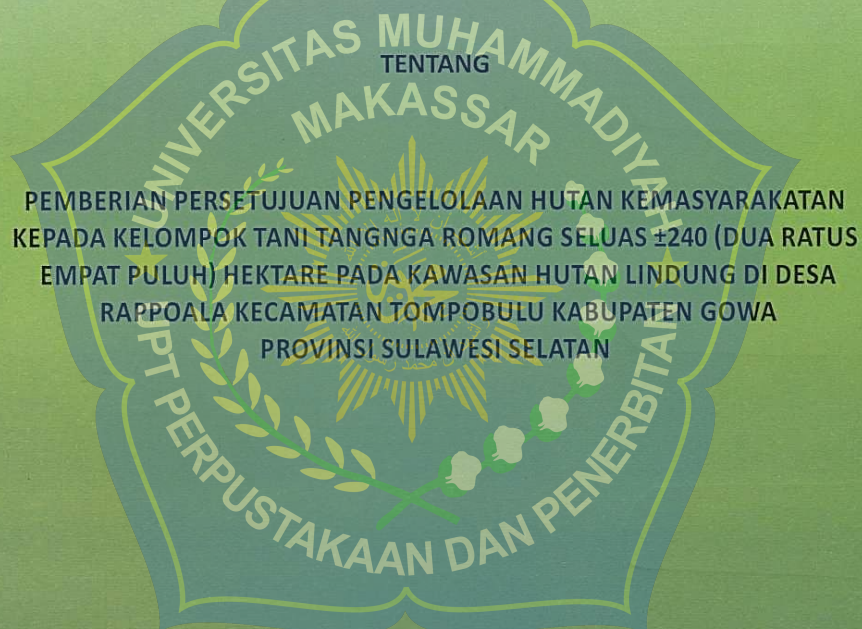 UNIVERSITAS MUHAMMADIYAH
MAKASSAR
TENTANG
PEMBERIAN PERSETUJUAN PENGELOLAAN HUTAN KEMASYARAKATAN
KEPADA KELOMPOK TANI TANGNGA ROMANG SELUAS ±240 (DUA RATUS
EMPAT PULUH) HEKTARE PADA KAWASAN HUTAN LINDUNG DI DESA
RAPPOALA KECAMATAN TOMPOBULU KABUPATEN GOWA
PROVINSI SULAWESI SELATAN
UPT PERPUSTAKAAN DAN PENERBITAN